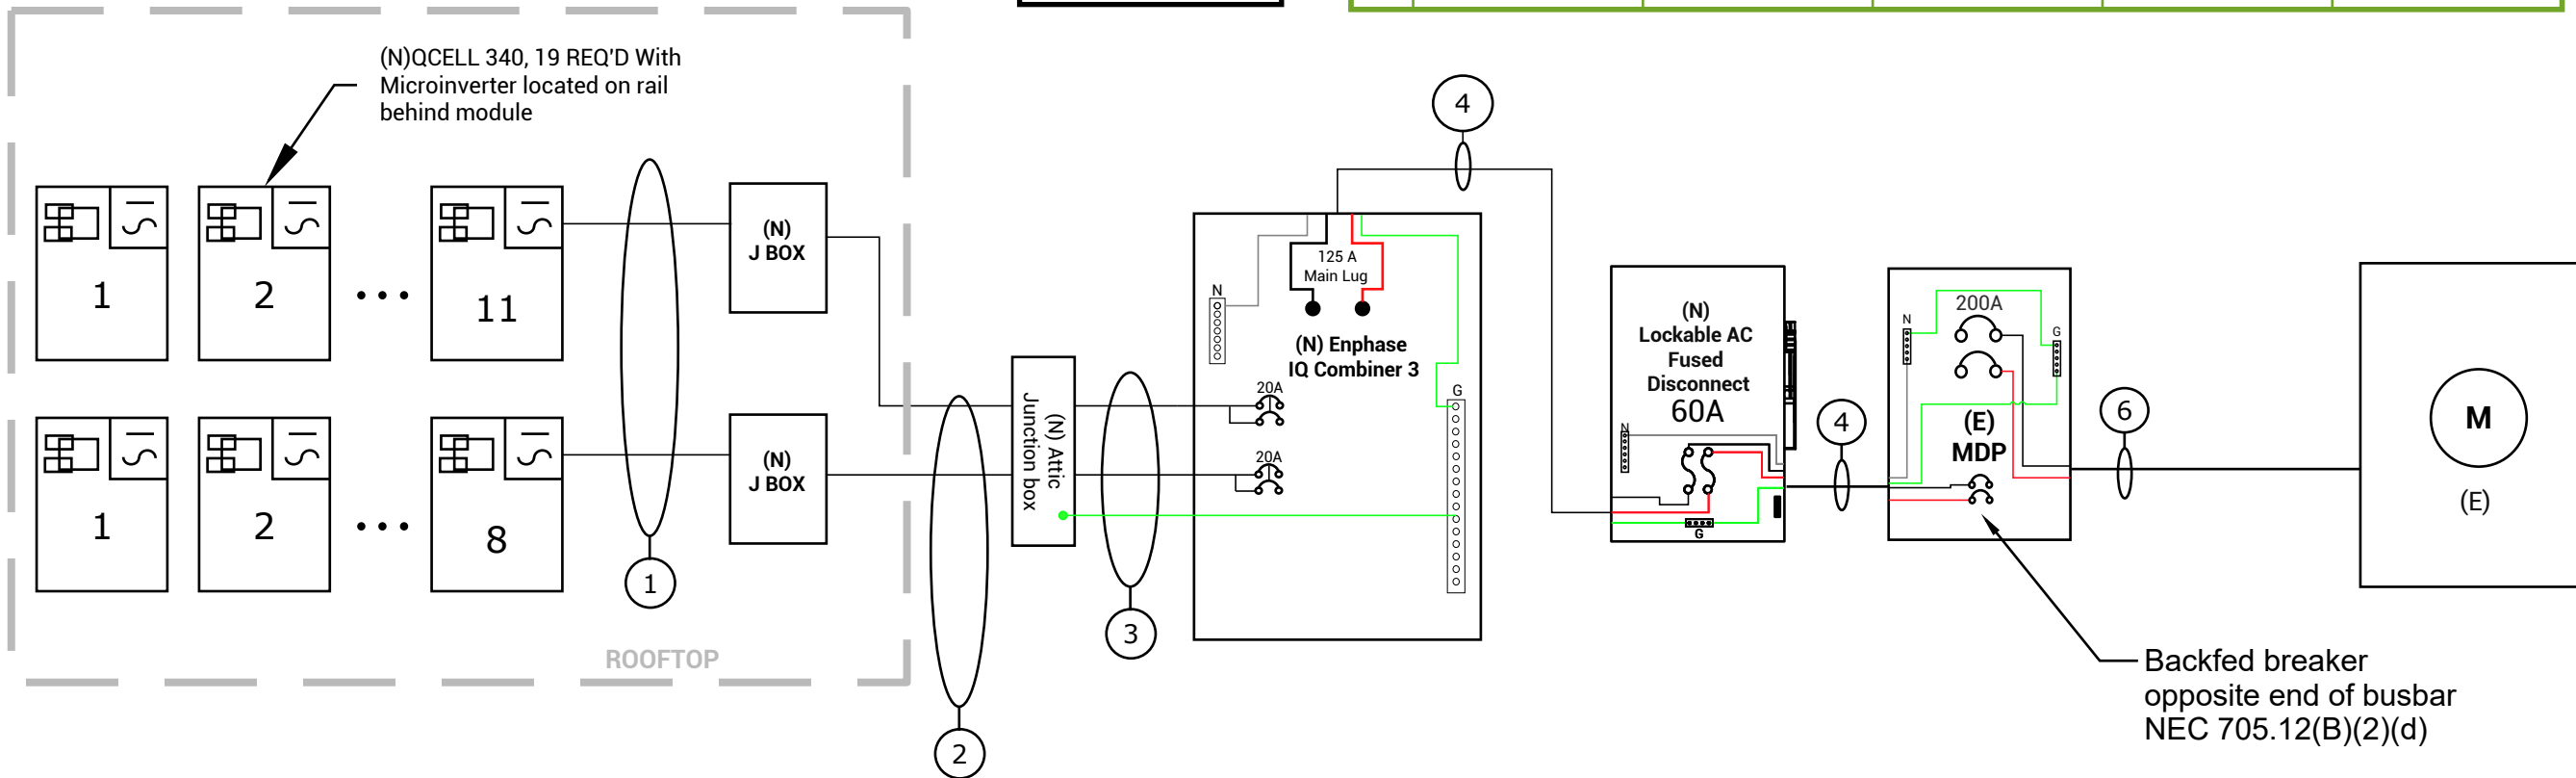 (N)QCELL 340, 19 REQ'D With
Microinverter located on rail
behind module
1
2
11
(N)
J BOX
1
2
8
(N)
J BOX
1
ROOFTOP
2
(N) Attic
Junction box
3
4
125 A
Main Lug
N
(N) Enphase
IQ Combiner 3
20A
G
20A
(N)
Lockable AC
Fused
Disconnect
60A
N
G
4
200A
N
G
(E)
MDP
6
M
(E)
Backfed breaker
opposite end of busbar
NEC 705.12(B)(2)(d)